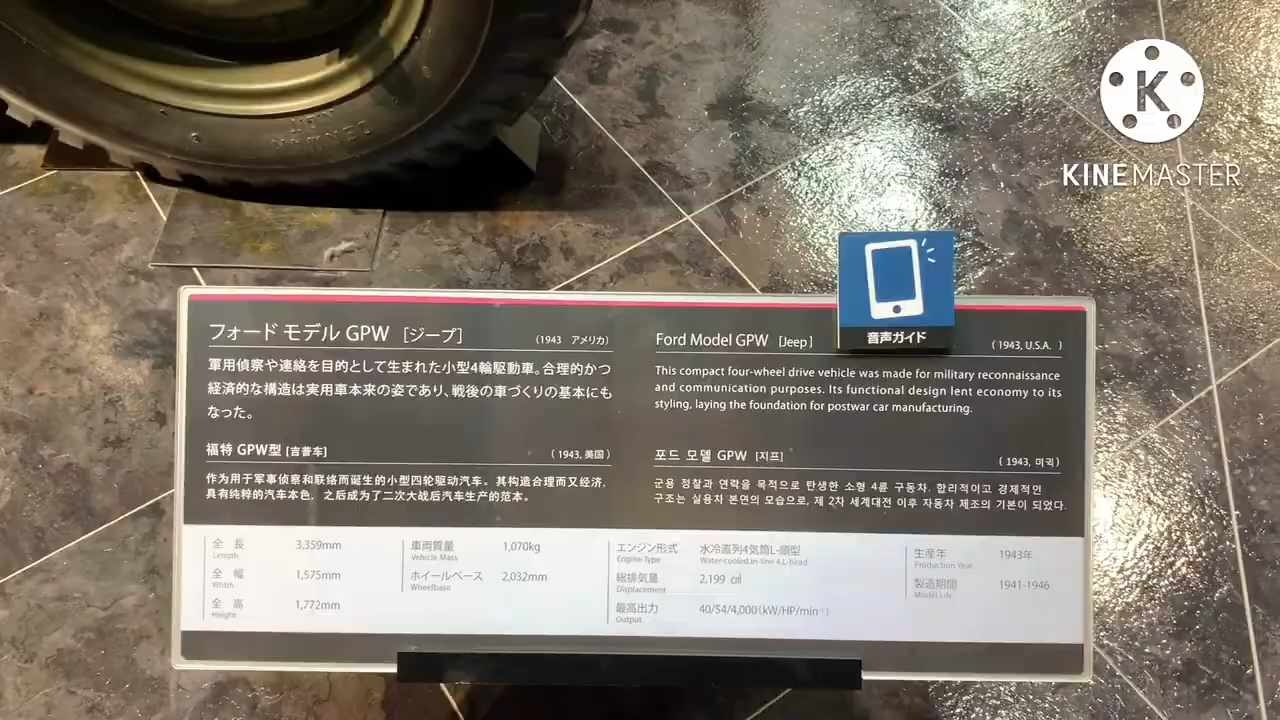 K
KINEMASTER
音声ガイド
フォード モデル GPW [ジープ]
(1943 アメリカ)
軍用偵察や連絡を目的として生まれた小型4輪駆動車。合理的かつ
経済的な構造は実用車本来の姿であり、戦後の車づくりの基本にも
なった。
Ford Model GPW [Jeep]
(1943, U.S.A. )
This compact four-wheel drive vehicle was made for military reconnaissance
and communication purposes. Its functional design lent economy to its
styling, laying the foundation for postwar car manufacturing.
福特 GPW型 [吉普车]
(1943, 美国)
作为用于军事侦察和联络而诞生的小型四轮驱动汽车。其构造合理而又经济,
具有纯粹的汽车本色, 之后成为了二次大战后汽车生产的范本。
포드 모델 GPW [지프]
(1943, 미국)
군용 정찰과 연락을 목적으로 탄생한 소형 4륜 구동차. 합리적이고 경제적인
구조는 실용차 본연의 모습으로, 제 2차 세계대전 이후 자동차 제조의 기본이 되었다.
全 長 3,359mm
Length
全 幅 1,575mm
Width
全 高 1,772mm
Height
車両質量 1,070kg
Vehicle Mass
ホイールベース 2,032mm
Wheelbase
エンジン形式 水冷直列4気筒L-頭型
Engine Type Water-cooled,in-line 4,L-head
総排気量 2,199 ㎤
Displacement
最高出力 40/54/4,000(kW/HP/min⁻¹)
Output
生産年 1943年
Production Year
製造期間 1941-1946
Model Life